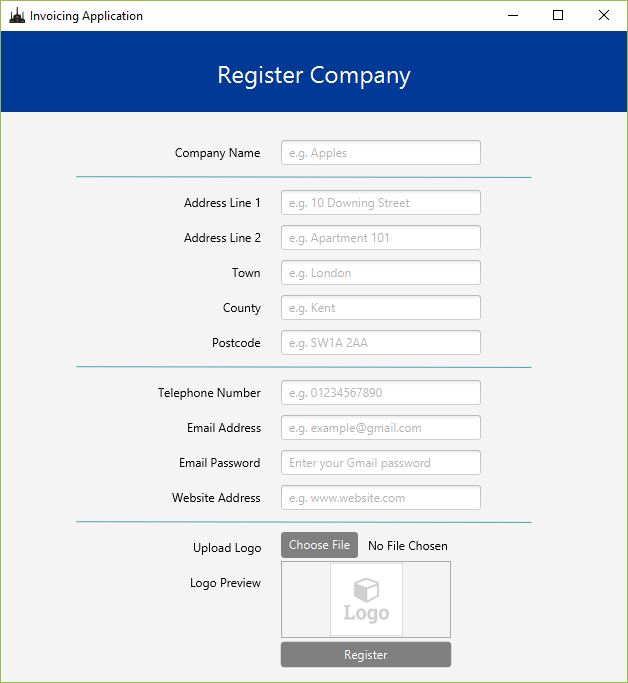 Invoicing Application
Register Company
Company Name e.g. Apples
Address Line 1 e.g. 10 Downing Street
Address Line 2 e.g. Apartment 101
Town e.g. London
County e.g. Kent
Postcode e.g. SW1A 2AA
Telephone Number e.g. 01234567890
Email Address e.g. example@gmail.com
Email Password Enter your Gmail password
Website Address e.g. www.website.com
Upload Logo Choose File No File Chosen
Logo Preview
Logo
Register